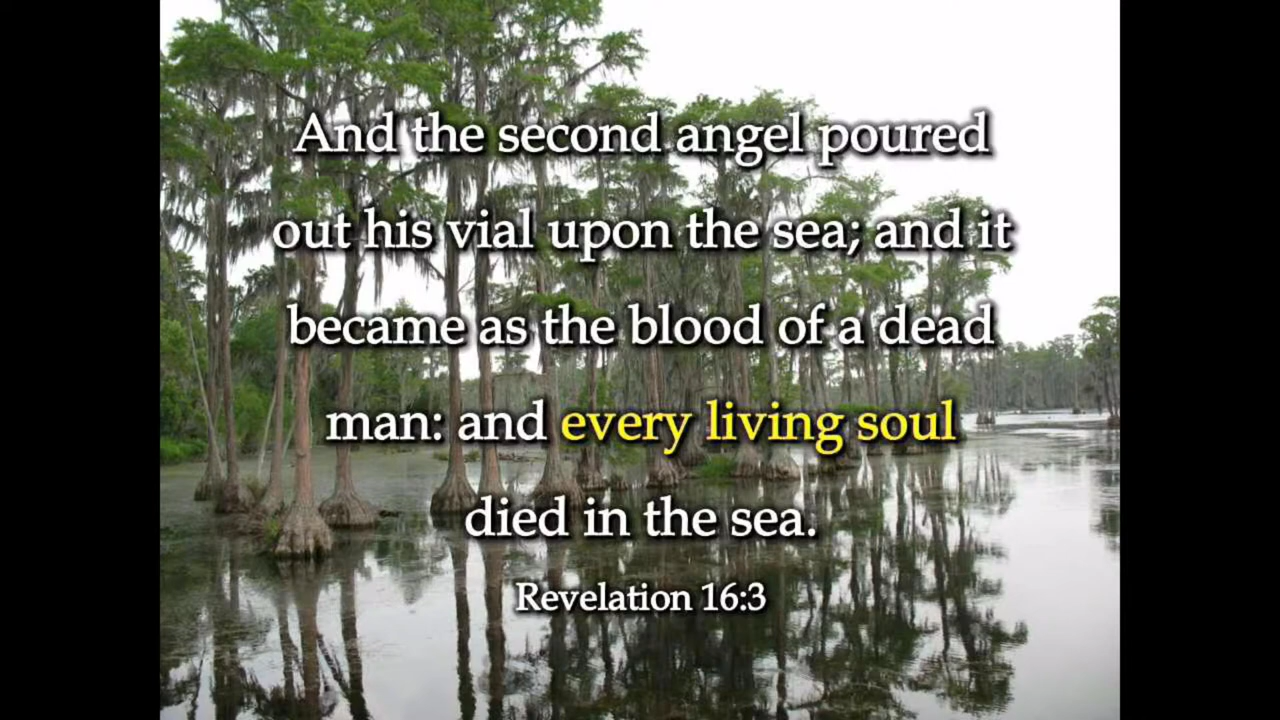 And the second angel poured
out his vial upon the sea; and it
became as the blood of a dead
man: and every living soul
died in the sea.
Revelation 16:3